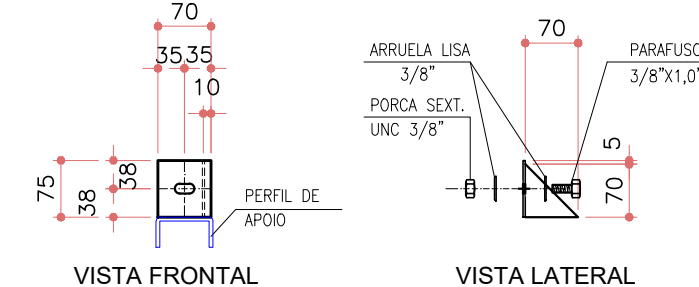 70
35 35
10
75
38
38
PERFIL DE
APOIO
VISTA FRONTAL
70
ARRUELA LISA
3/8"
PARAFUSO
3/8"X1,0"
PORCA SEXT.
UNC 3/8"
5
70
VISTA LATERAL